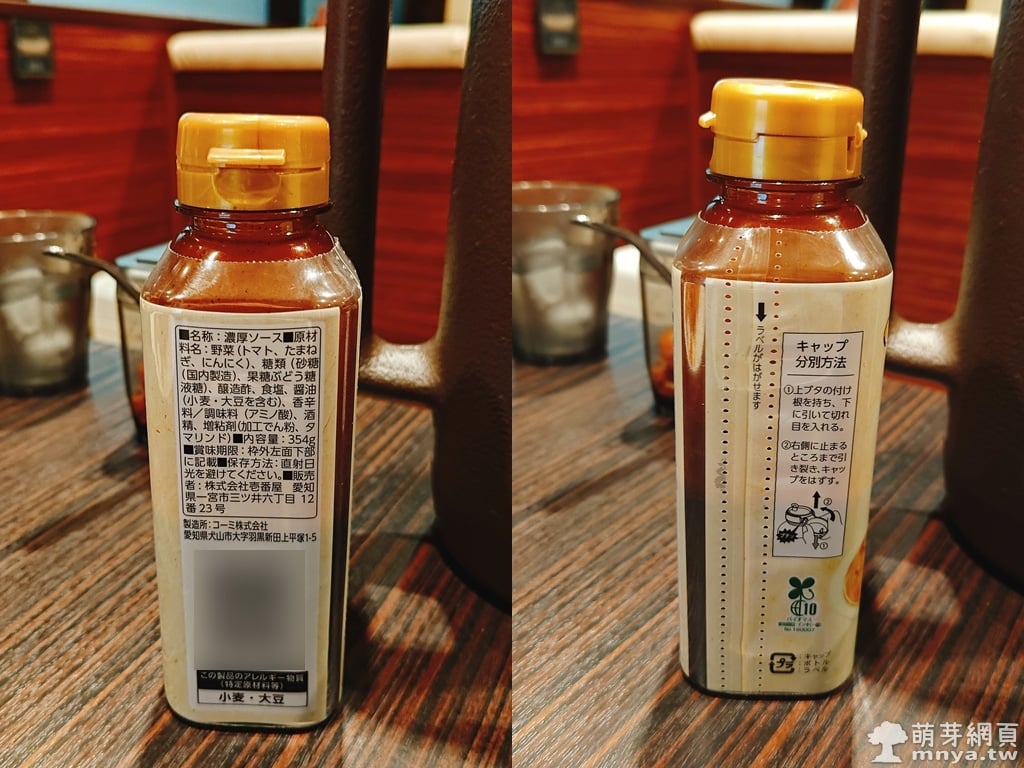 ■名称：濃厚ソース■原材
料名：野菜（トマト、たまね
ぎ、にんにく）、糖類（砂糖
（国内製造）、果糖ぶどう糖
液糖）、醸造酢、食塩、醤油
（小麦・大豆を含む）、香辛
料／調味料（アミノ酸）、酒
精、増粘剤（加工でん粉、タ
マリンド）■内容量：354g
■賞味期限：枠外左面下部
に記載■保存方法：直射日
光を避けてください。■販売
者：株式会社壱番屋 愛知
県一宮市三ツ井六丁目 12
番 23 号
製造所：コーミ株式会社
愛知県犬山市大字羽黒新田上平塚1-5
この製品のアレルギー物質
（特定原材料等）
小麦・大豆
ラベルがはがせます
キャップ
分別方法
①上ブタの付け
根を持ち、下
に引いて切れ
目を入れる。
②右側に止まる
ところまで引
き裂き、キャッ
プをはずす。
②
①
10
バイオマス
No.180007
プラ
：キャップ
：ボトル
：ラベル
萌芽網頁
mnya.tw